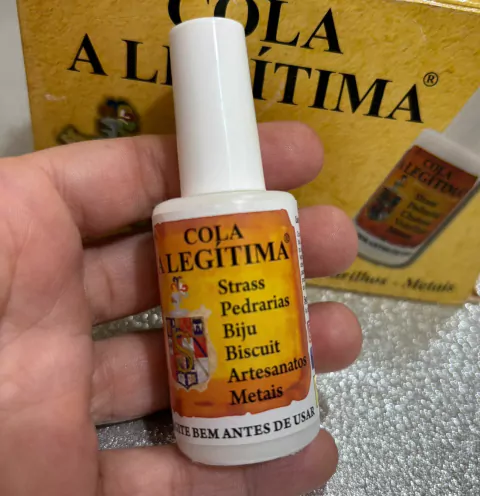 COLA
A LEGÍTIMA®
COLA
A LEGÍTIMA
COLA
A LEGÍTIMA®
Strass
Pedrarias
Biju
Biscuit
Artesanatos
Metais
BEM ANTES DE USAR
- Metais